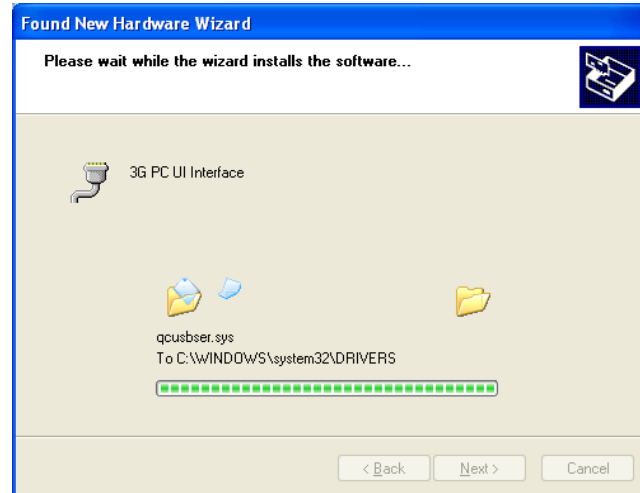 Found New Hardware Wizard
Please wait while the wizard installs the software...
3G PC UI Interface
qcusbser.sys
To C:\WINDOWS\system32\DRIVERS
< Back
Next >
Cancel